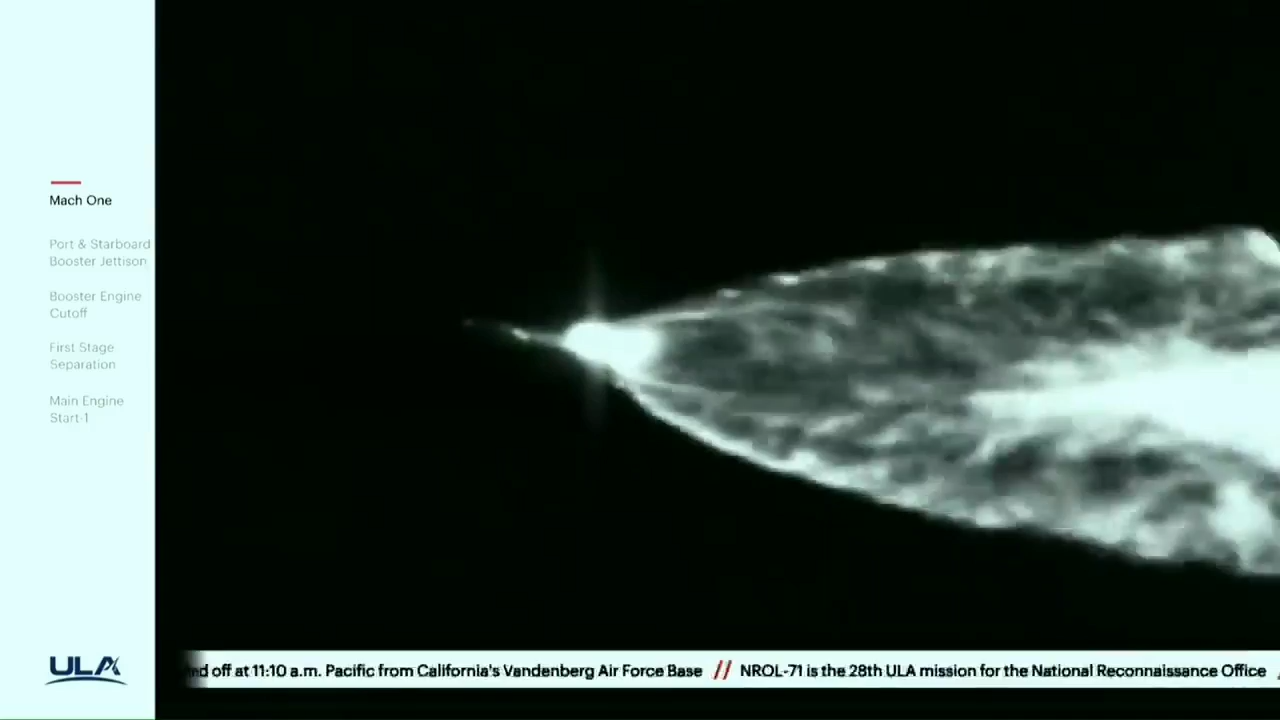 Mach One
Port & Starboard
Booster Jettison
Booster Engine
Cutoff
First Stage
Separation
Main Engine
Start-1
ULA
off at 11:10 a.m. Pacific from California's Vandenberg Air Force Base // NROL-71 is the 28th ULA mission for the National Reconnaissance Office